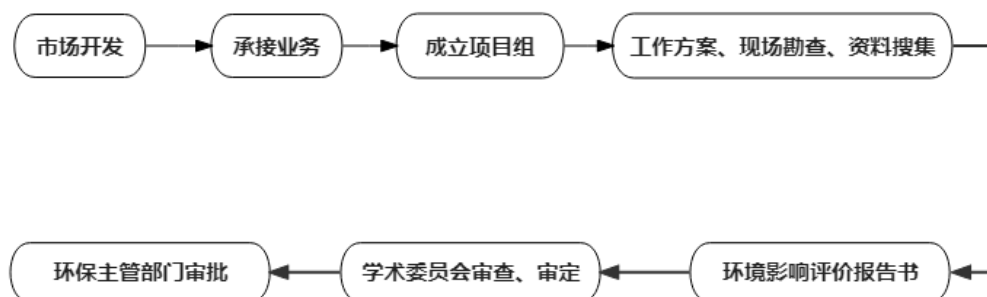 市场开发
承接业务
成立项目组
工作方案、现场勘查、资料搜集
环境影响评价报告书
学术委员会审查、审定
环保主管部门审批